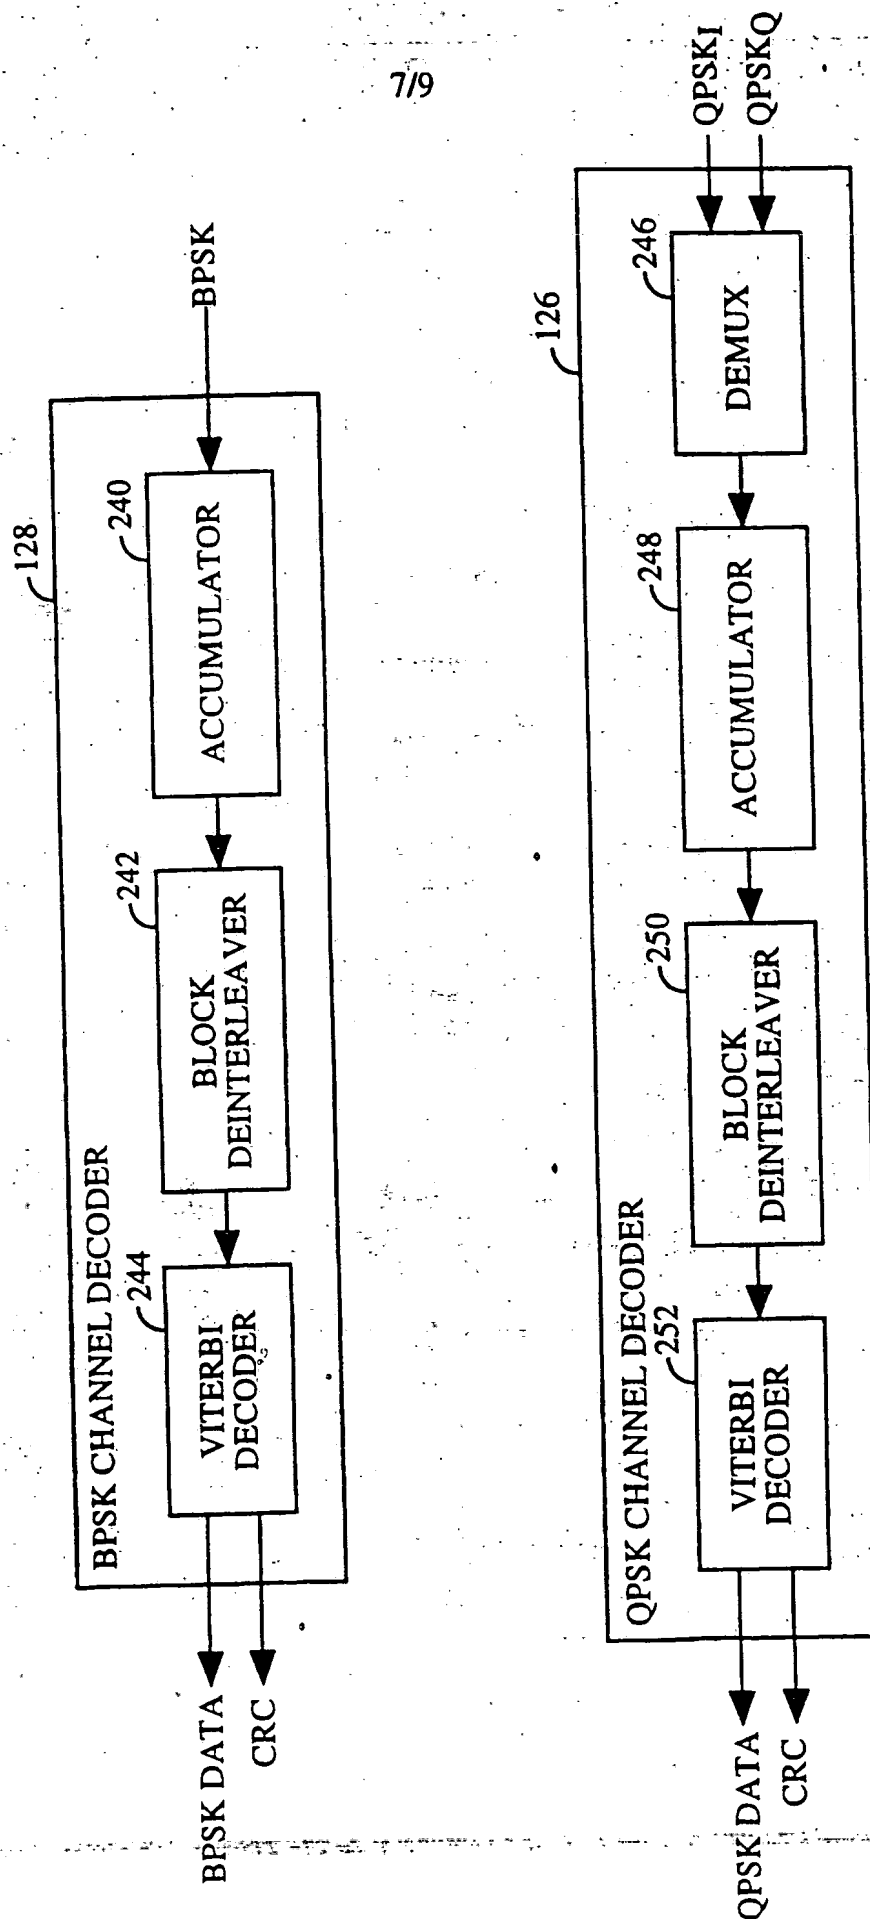 7/9
BPSK CHANNEL DECODER
128
BPSK DATA
CRC
244
VITERBI
DECODER
242
BLOCK
DEINTERLEAVER
240
ACCUMULATOR
BPSK
QPSK CHANNEL DECODER
126
QPSK DATA
CRC
252
VITERBI
DECODER
250
BLOCK
DEINTERLEAVER
248
ACCUMULATOR
246
DEMUX
QPSKI
QPSKQ